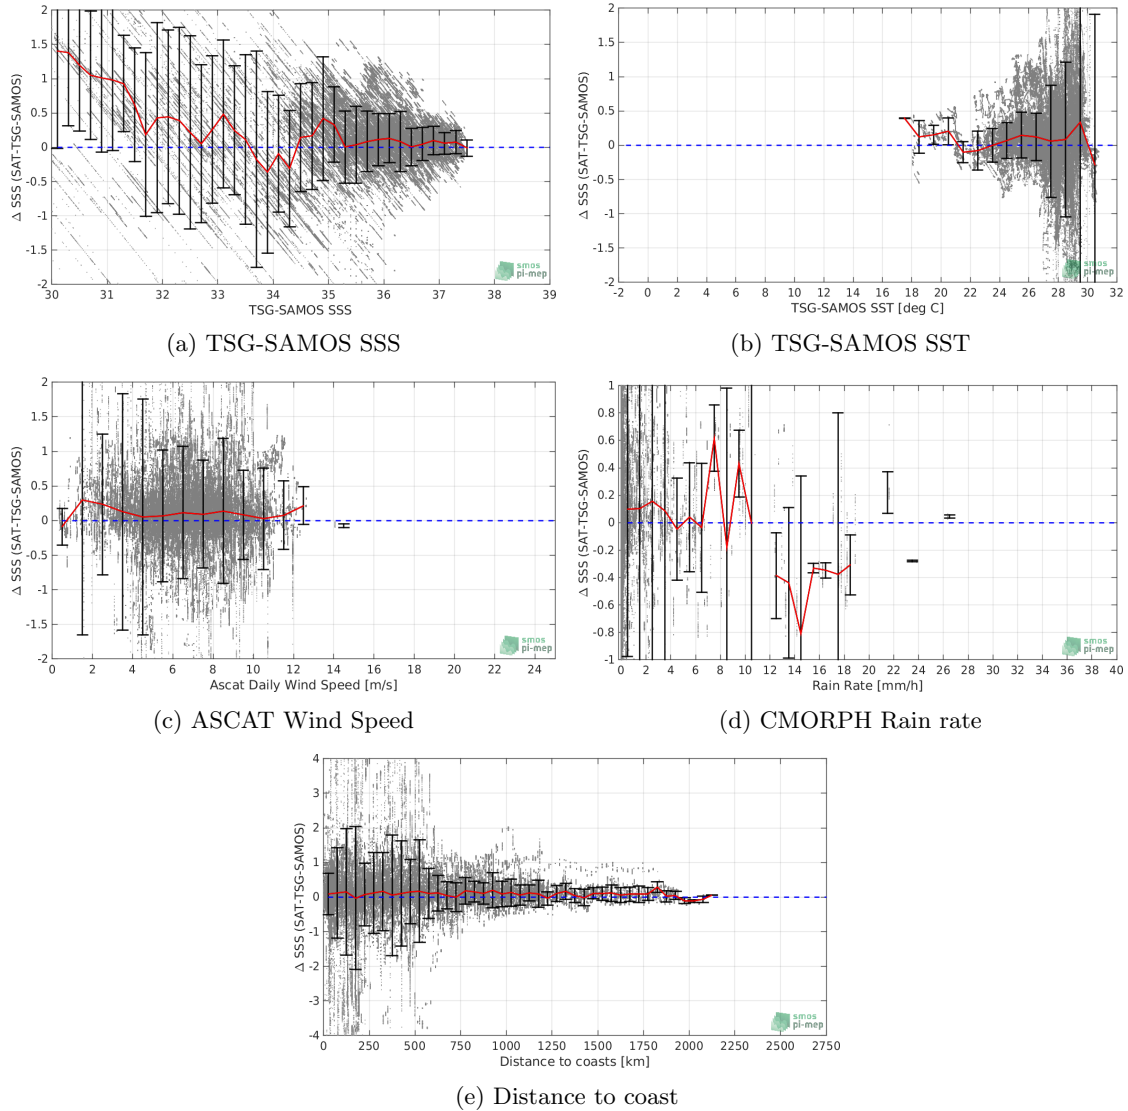 2
1.5
1
0.5
0
-0.5
-1
-1.5
-2
Δ SSS (SAT-TSG-SAMOS)
30 31 32 33 34 35 36 37 38 39
TSG-SAMOS SSS
smos
pi-mep
(a) TSG-SAMOS SSS
2
1.5
1
0.5
0
-0.5
-1
-1.5
-2
Δ SSS (SAT-TSG-SAMOS)
-2 0 2 4 6 8 10 12 14 16 18 20 22 24 26 28 30 32
TSG-SAMOS SST [deg C]
smos
pi-mep
(b) TSG-SAMOS SST
2
1.5
1
0.5
0
-0.5
-1
-1.5
-2
Δ SSS (SAT-TSG-SAMOS)
0 2 4 6 8 10 12 14 16 18 20 22 24
Ascat Daily Wind Speed [m/s]
smos
pi-mep
(c) ASCAT Wind Speed
1
0.8
0.6
0.4
0.2
0
-0.2
-0.4
-0.6
-0.8
-1
Δ SSS (SAT-TSG-SAMOS)
0 2 4 6 8 10 12 14 16 18 20 22 24 26 28 30 32 34 36 38 40
Rain Rate [mm/h]
smos
pi-mep
(d) CMORPH Rain rate
4
3
2
1
0
-1
-2
-3
-4
Δ SSS (SAT-TSG-SAMOS)
0 250 500 750 1000 1250 1500 1750 2000 2250 2500 2750
Distance to coasts [km]
smos
pi-mep
(e) Distance to coast